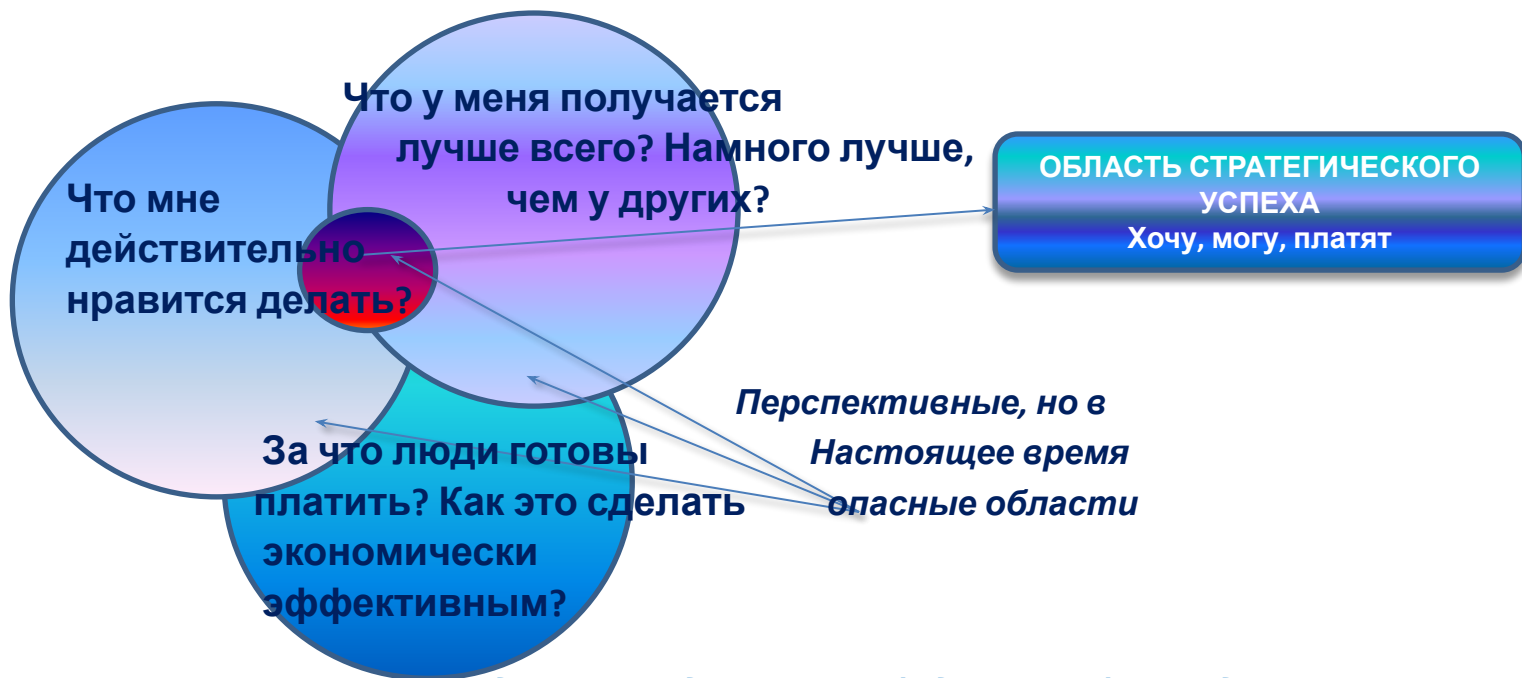 Что у меня получается
лучше всего? Намного лучше,
чем у других?
Что мне
действительно
нравится делать?
ОБЛАСТЬ СТРАТЕГИЧЕСКОГО
УСПЕХА
Хочу, могу, платят
Перспективные, но в
Настоящее время
опасные области
За что люди готовы
платить? Как это сделать
экономически
эффективным?